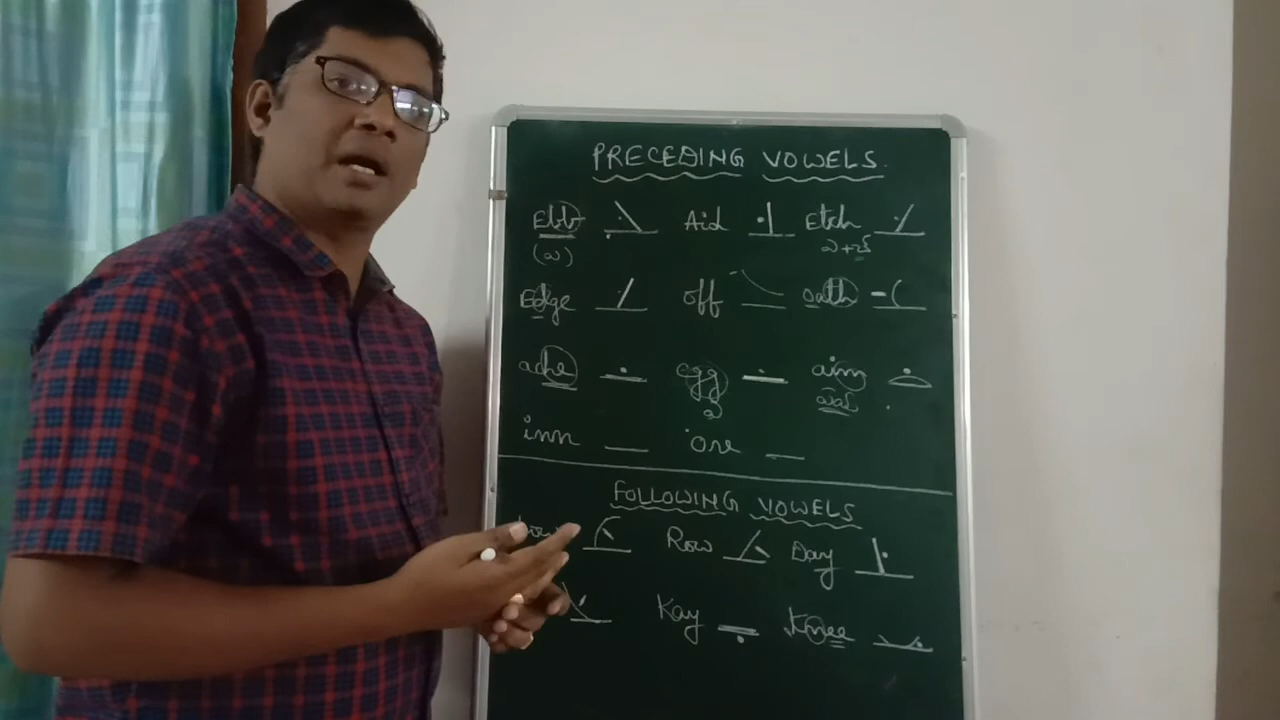 PRECEDING VOWELS.
Ebb Aid Etch
Edge off oath
ache egg aim
inn ore
FOLLOWING VOWELS
Row Day
Kay Knee